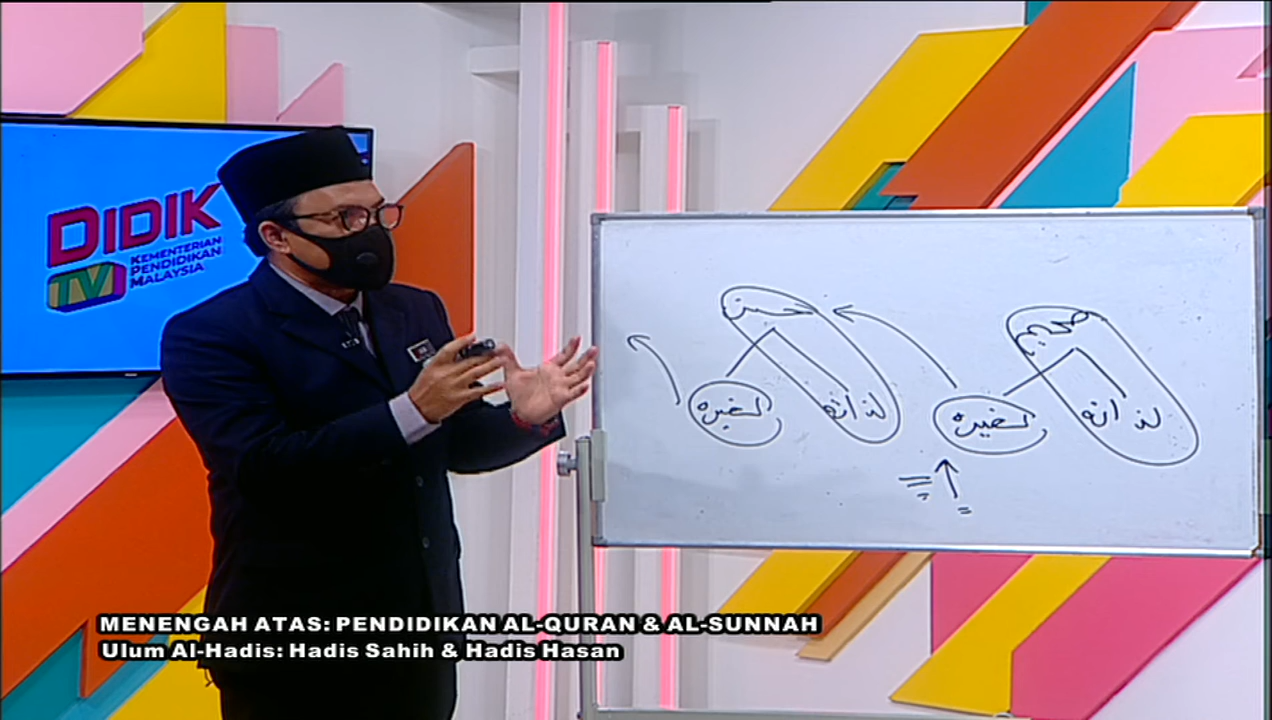 DIDIK
TV KEMENTERIAN
PENDIDIKAN
MALAYSIA
صحيح
حسن
لذاته
لغيره
لذاته
لغيره
MENENGAH ATAS: PENDIDIKAN AL-QURAN & AL-SUNNAH
Ulum Al-Hadis: Hadis Sahih & Hadis Hasan